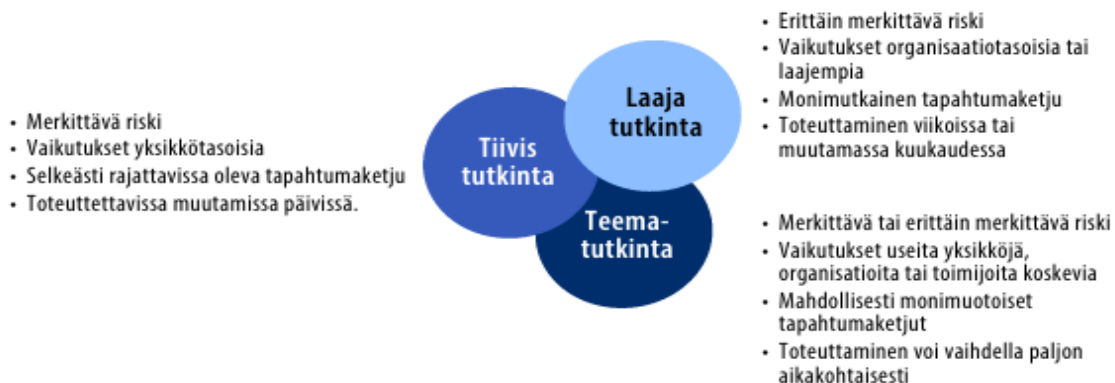 • Merkittävä riski
• Vaikutukset yksikkötasoisia
• Selkeästi rajattavissa oleva tapahtumaketju
• Toteuttettavissa muutamissa päivissä.
Tiivis
tutkinta
Laaja
tutkinta
Teema-
tutkinta
• Erittäin merkittävä riski
• Vaikutukset organisaatiotasoisia tai
laajempia
• Monimutkainen tapahtumaketju
• Toteuttaminen viikoissa tai
muutamassa kuukaudessa
• Merkittävä tai erittäin merkittävä riski
• Vaikutukset useita yksikköjä,
organisatioita tai toimijoita koskevia
• Mahdollisesti monimuotoiset
tapahtumaketjut
• Toteuttaminen voi vaihdella paljon
aikakohtaisesti